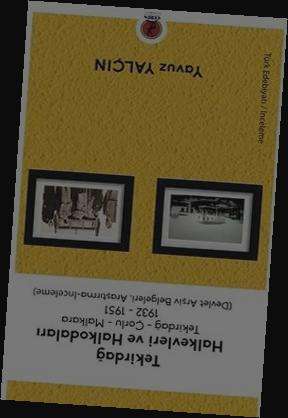 Tekirdağ
Halkevleri ve Halkodaları
Tekirdağ - Çorlu - Malkara
1932 - 1951
(Devlet Arşiv Belgeleri, Araştırma-İnceleme)
Yavuz YALÇIN
Türk Edebiyatı / İnceleme